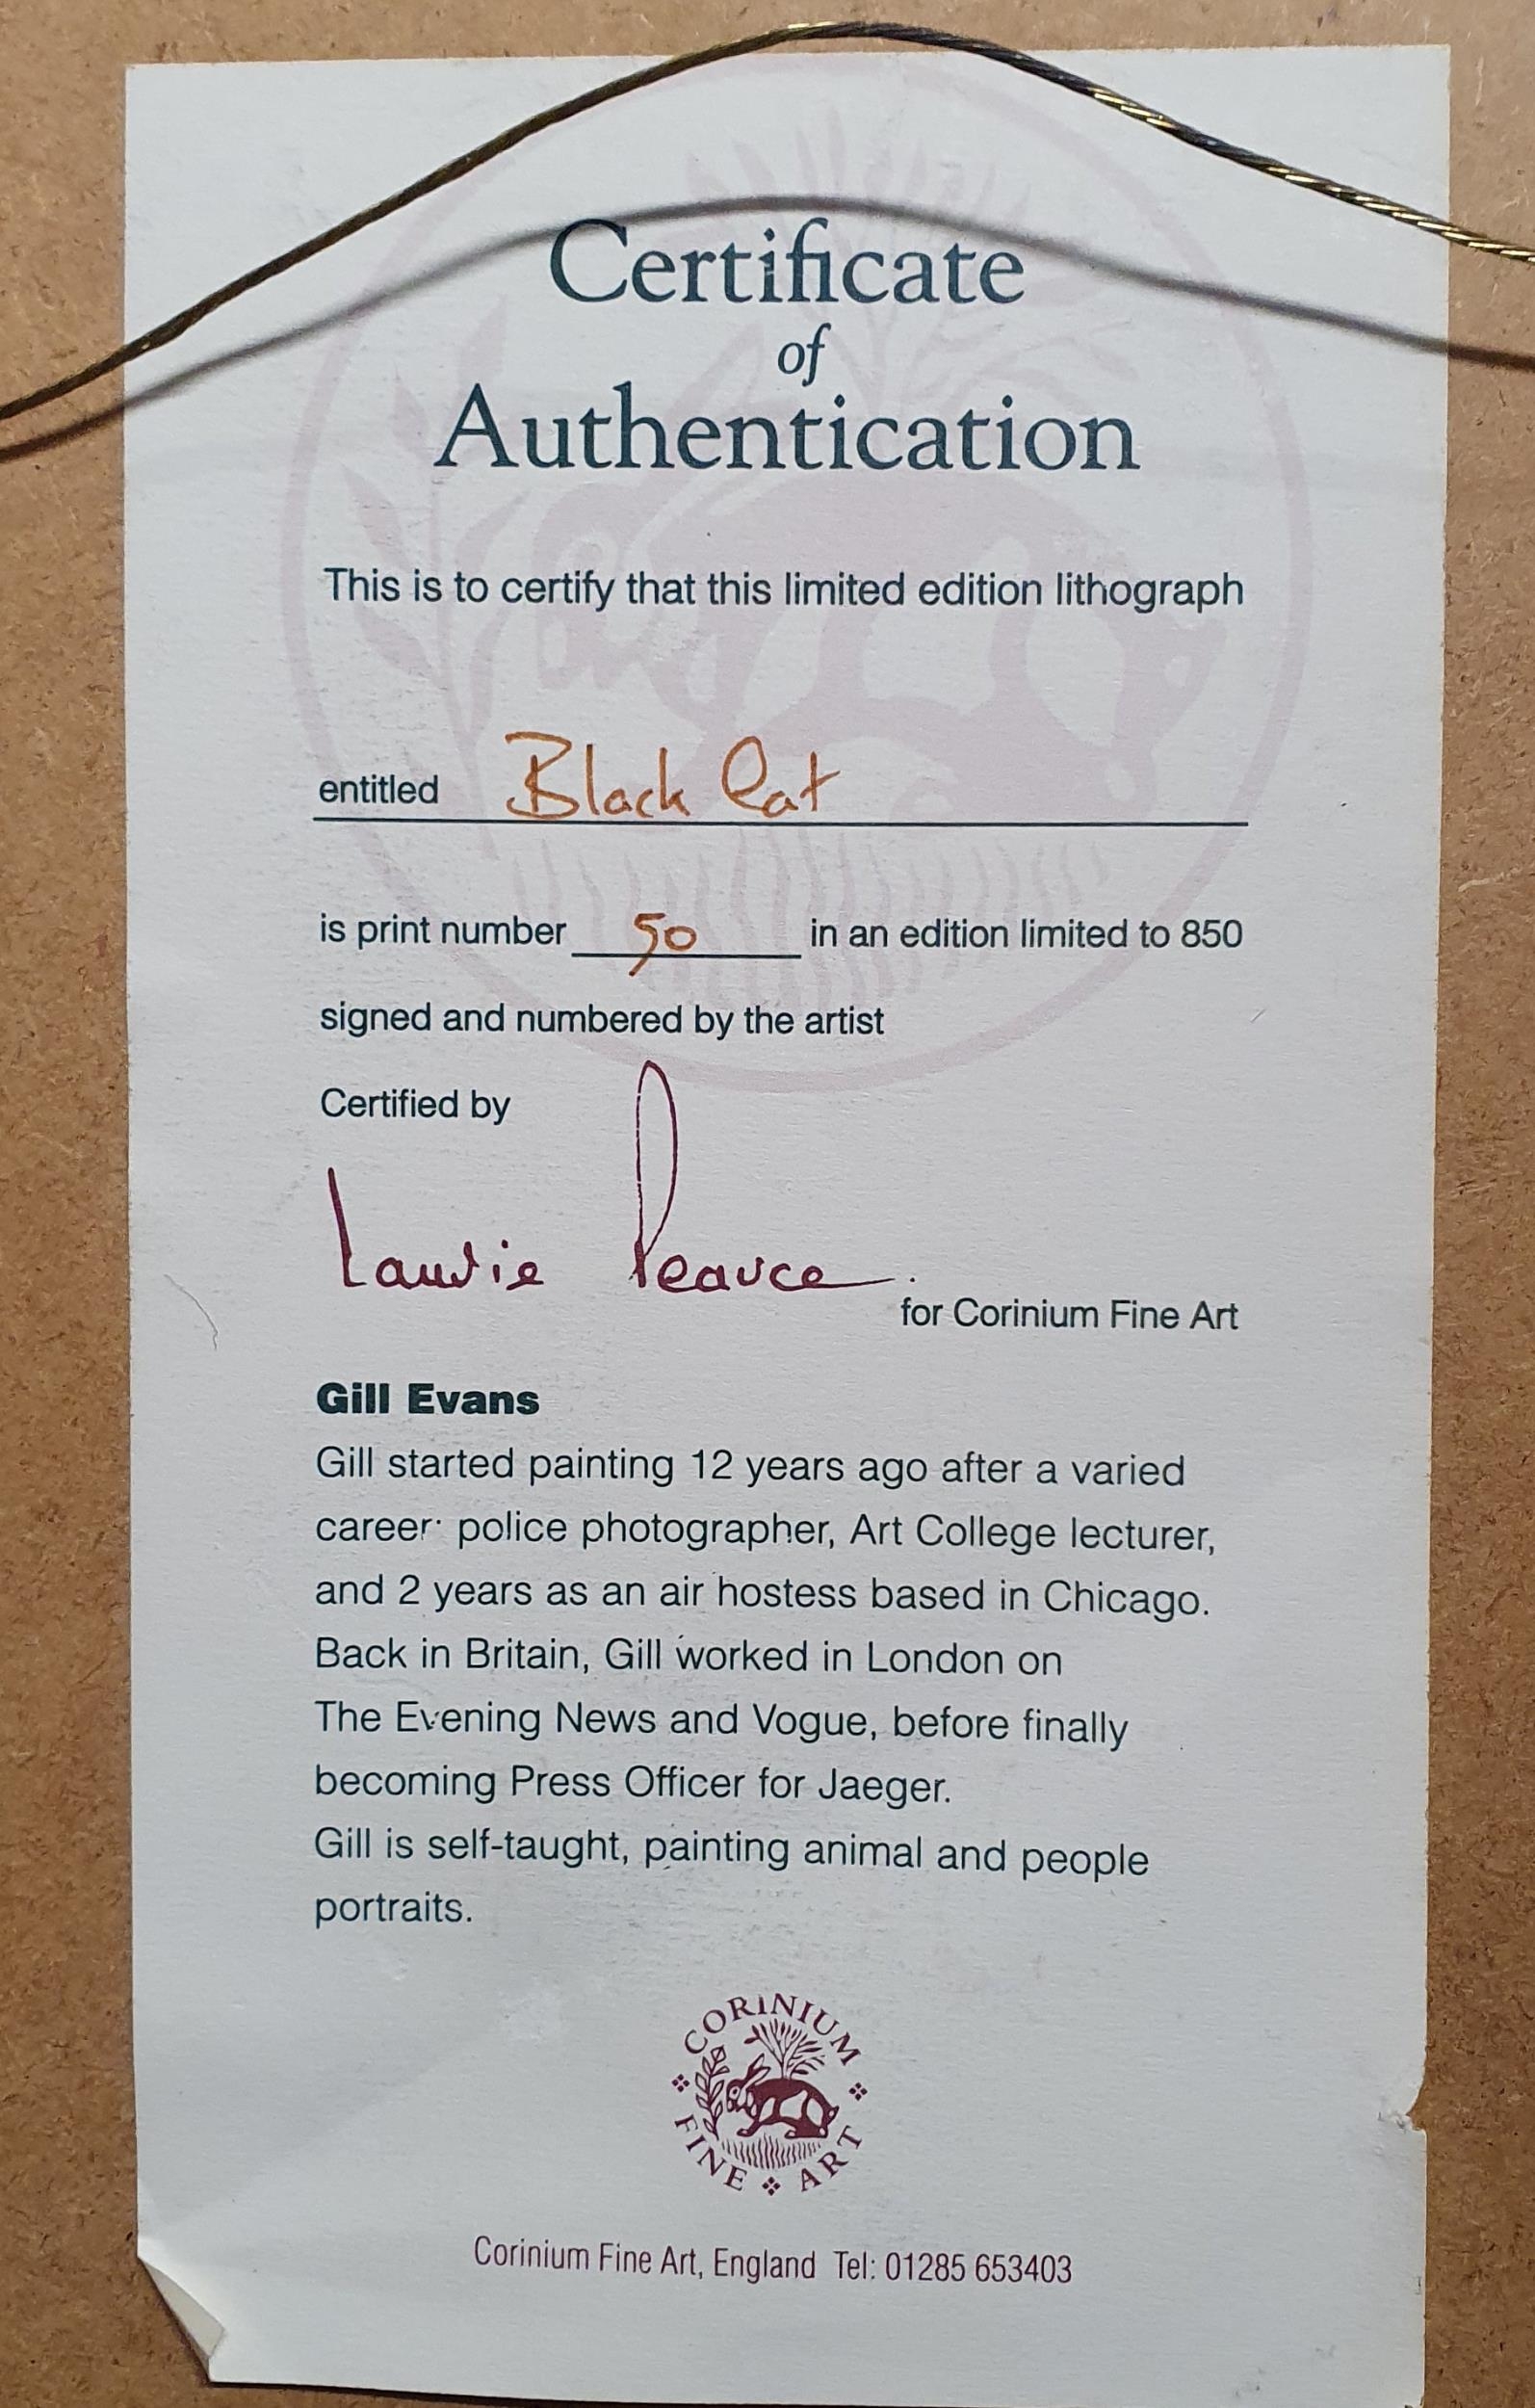 Certificate
of
Authentication
This is to certify that this limited edition lithograph
entitled Black Cat
is print number 50 in an edition limited to 850
signed and numbered by the artist
Certified by
Laurie Pearce
for Corinium Fine Art
Gill Evans
Gill started painting 12 years ago after a varied
career: police photographer, Art College lecturer,
and 2 years as an air hostess based in Chicago.
Back in Britain, Gill worked in London on
The Evening News and Vogue, before finally
becoming Press Officer for Jaeger.
Gill is self-taught, painting animal and people
portraits.
CORINIUM
FINE ART
Corinium Fine Art, England Tel: 01285 653403